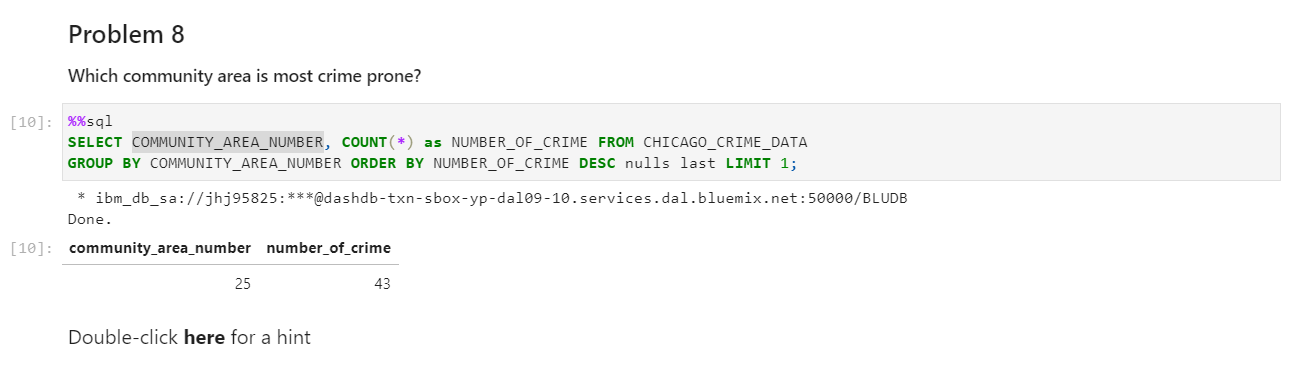 Problem 8
Which community area is most crime prone?
[10]: %%sql
SELECT COMMUNITY_AREA_NUMBER, COUNT(*) as NUMBER_OF_CRIME FROM CHICAGO_CRIME_DATA
GROUP BY COMMUNITY_AREA_NUMBER ORDER BY NUMBER_OF_CRIME DESC nulls last LIMIT 1;
* ibm_db_sa://jhj95825:***@dashdb-txn-sbox-yp-dal09-10.services.dal.bluemix.net:50000/BLUDB
Done.
[10]: community_area_number number_of_crime
25 43
Double-click here for a hint